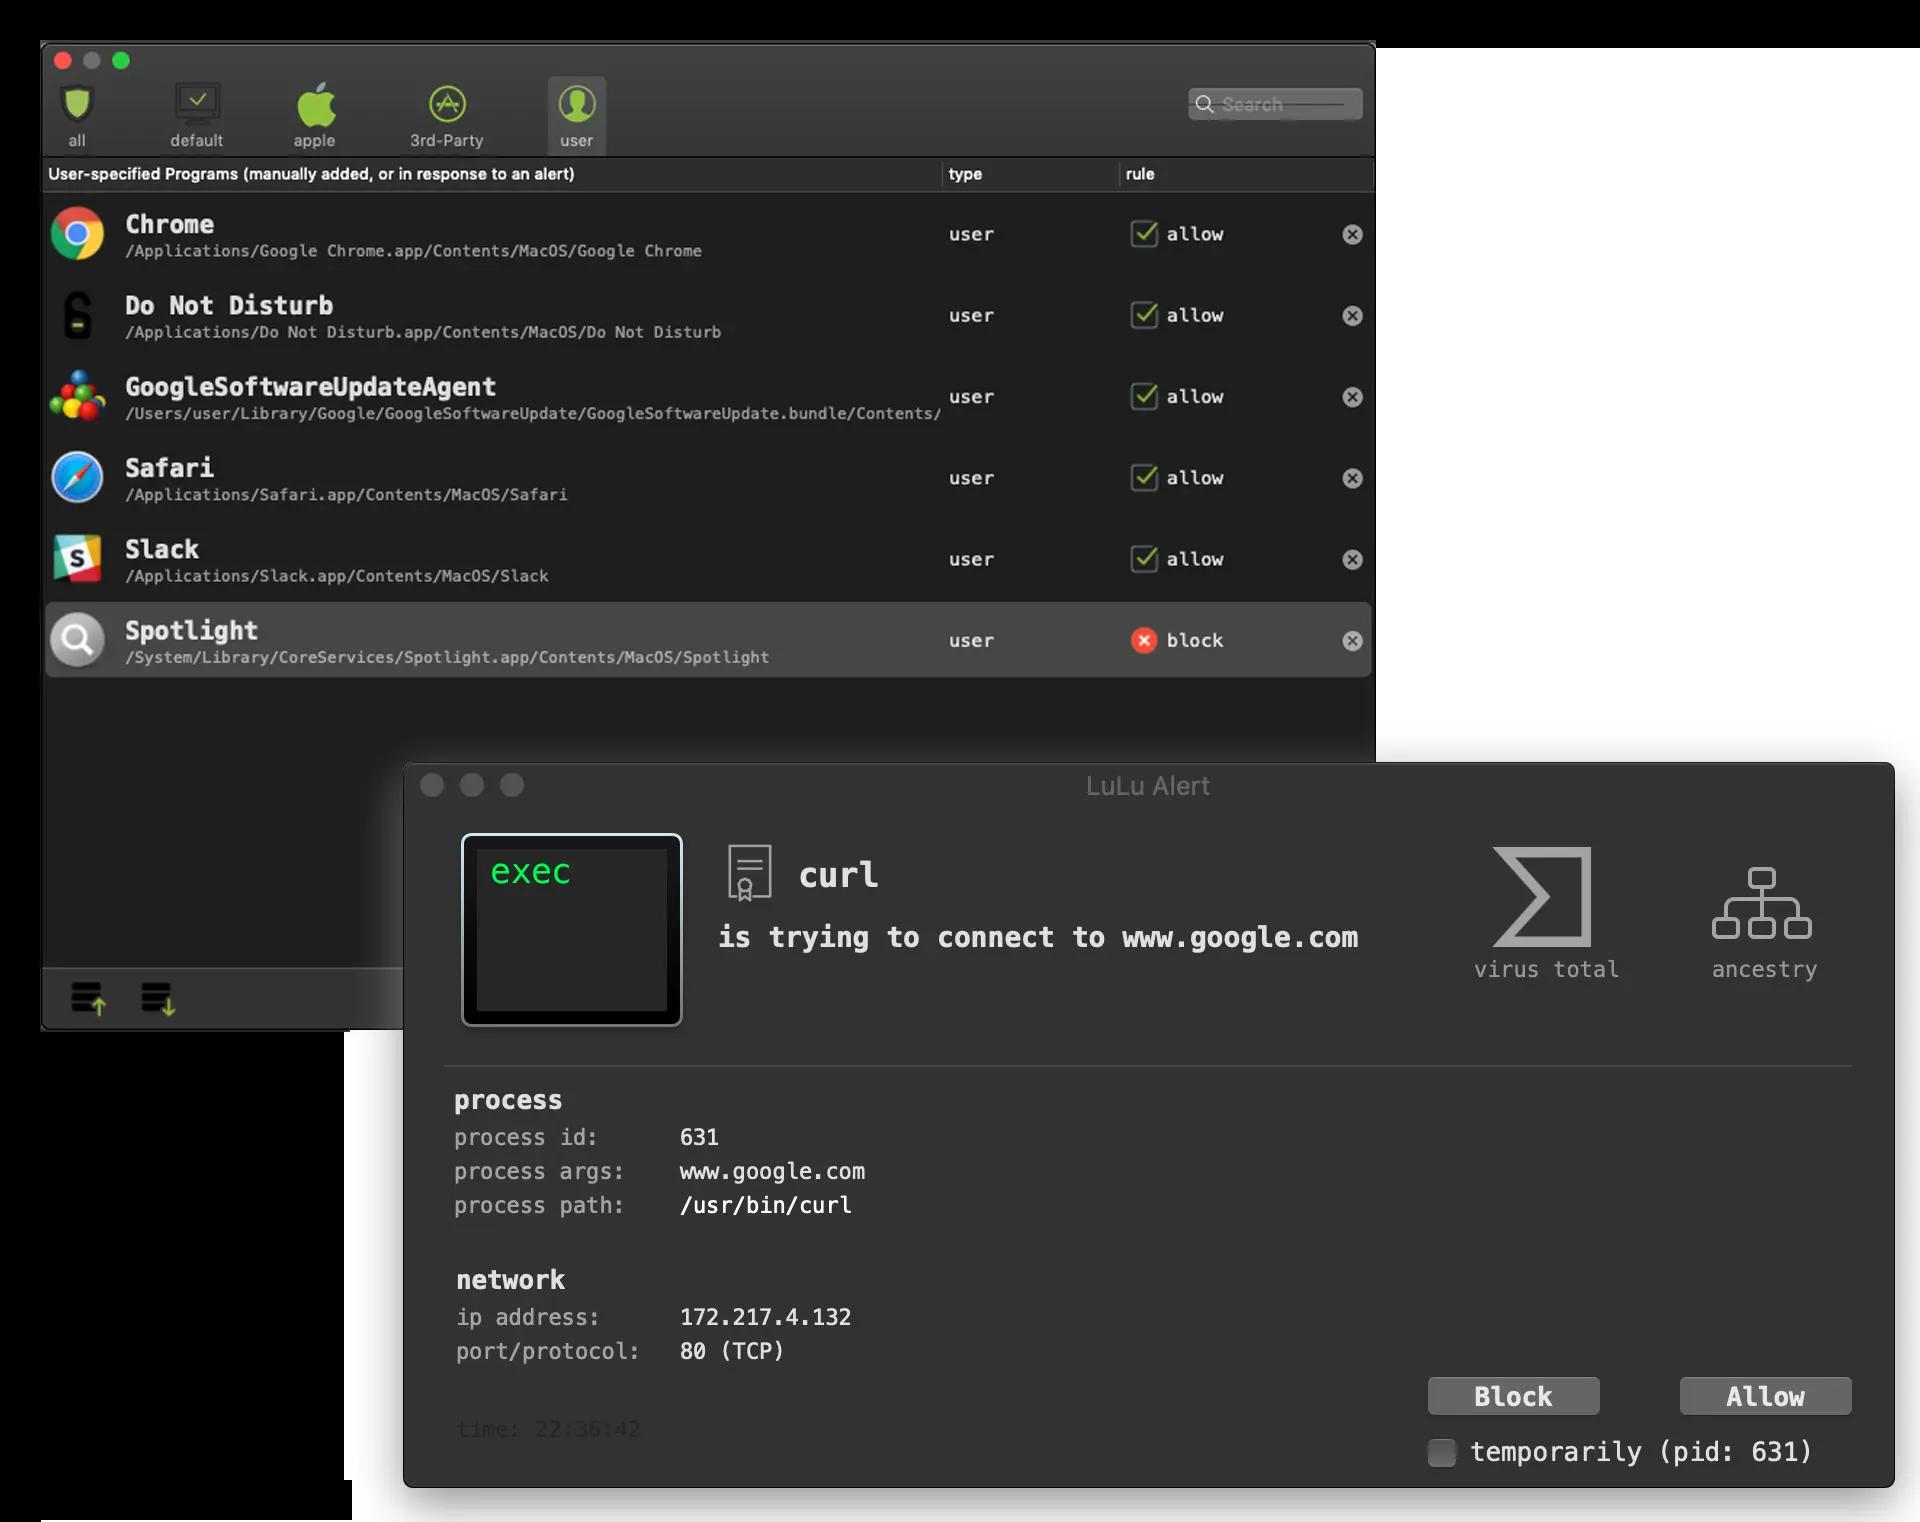 all
default
apple
3rd-Party
user
Search
User-specified Programs (manually added, or in response to an alert)
type
rule
Chrome
/Applications/Google Chrome.app/Contents/MacOS/Google Chrome
user
allow
Do Not Disturb
/Applications/Do Not Disturb.app/Contents/MacOS/Do Not Disturb
user
allow
GoogleSoftwareUpdateAgent
/Users/user/Library/Google/GoogleSoftwareUpdate/GoogleSoftwareUpdate.bundle/Contents/
user
allow
Safari
/Applications/Safari.app/Contents/MacOS/Safari
user
allow
S
Slack
/Applications/Slack.app/Contents/MacOS/Slack
user
allow
Spotlight
/System/Library/CoreServices/Spotlight.app/Contents/MacOS/Spotlight
user
block
LuLu Alert
exec
curl
is trying to connect to www.google.com
virus total
ancestry
process
process id: 631
process args: www.google.com
process path: /usr/bin/curl
network
ip address: 172.217.4.132
port/protocol: 80 (TCP)
time: 22:36:42
Block
Allow
temporarily (pid: 631)